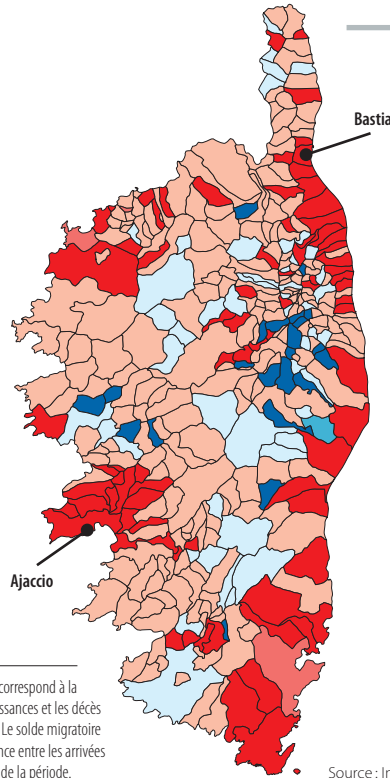 Bastia
Ajaccio
correspond à la
ssances et les décès
Le solde migratoire
nce entre les arrivées
de la période.
Source : In